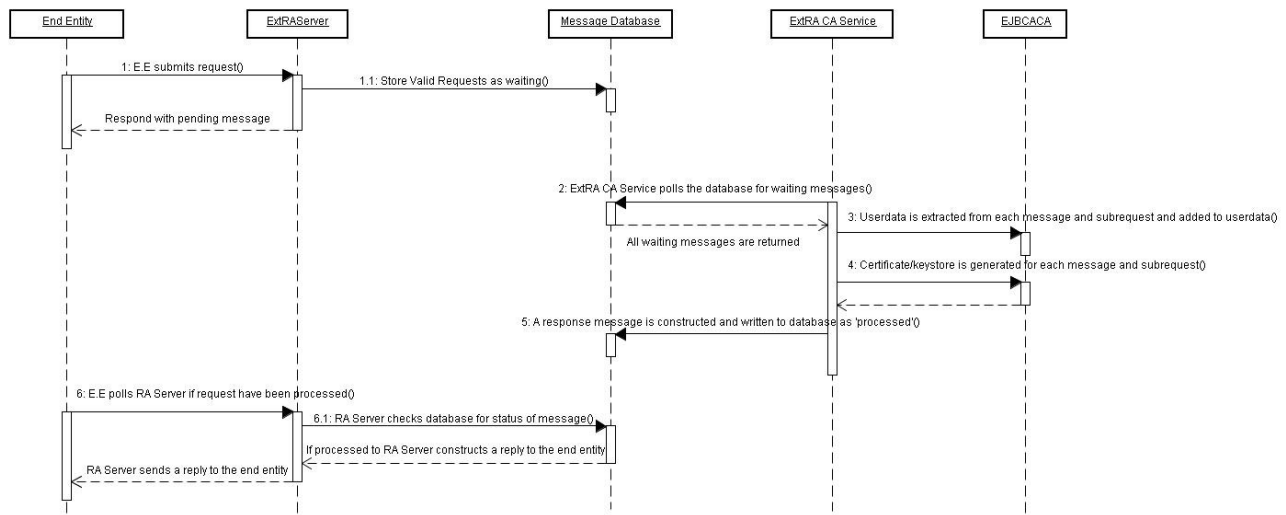 End Entity
ExtRAServer
Message Database
ExtRA CA Service
EJBCACA
1: E.E submits request()
1.1: Store Valid Requests as waiting()
Respond with pending message
2: ExtRA CA Service polls the database for waiting messages()
3: Userdata is extracted from each message and subrequest and added to userdata()
All waiting messages are returned
4: Certificate/keystore is generated for each message and subrequest()
5: A response message is constructed and written to database as 'processed'()
6: E.E polls RA Server if request have been processed()
6.1: RA Server checks database for status of message()
If processed to RA Server constructs a reply to the end entity
RA Server sends a reply to the end entity